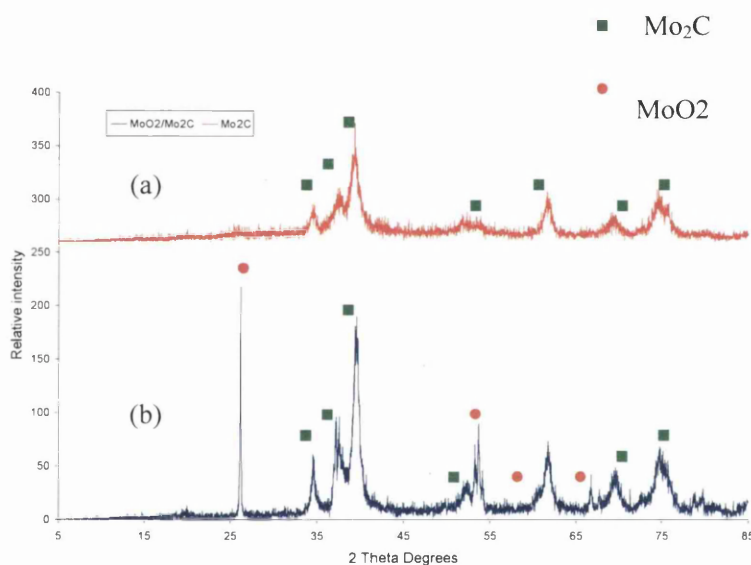 Mo₂C
MoO2
400
350
300
250
200
150
100
50
0
Relative intensity
MoO2/Mo2C Mo2C
(a)
(b)
5 15 25 35 45 55 65 75 85
2 Theta Degrees